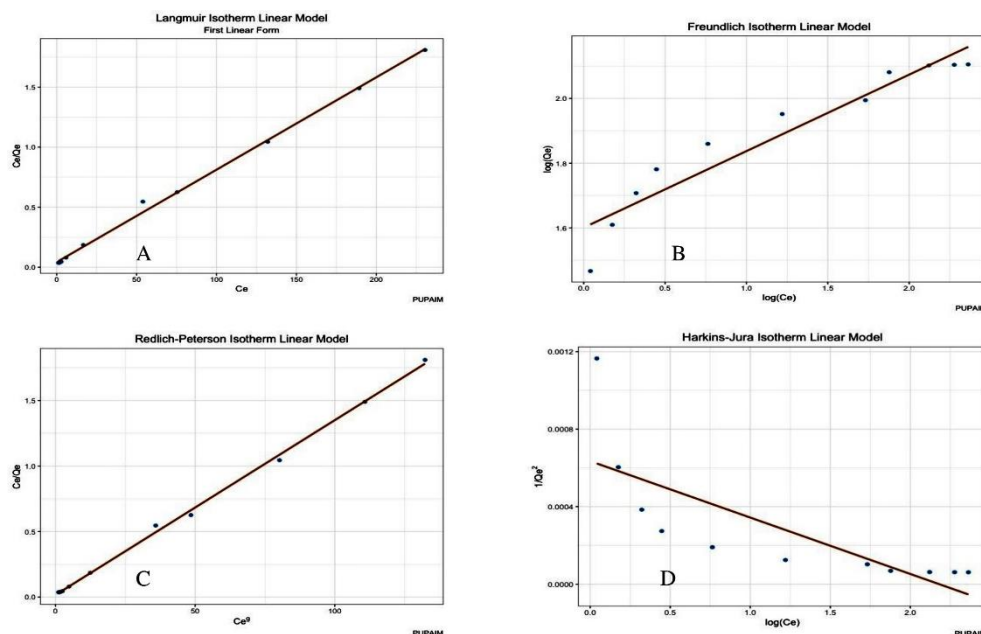 Langmuir Isotherm Linear Model
First Linear Form
1.5
1.0
0.5
0.0
Ce/Qe
A
0
50
100
150
200
Ce
PUPAIM
Freundlich Isotherm Linear Model
2.0
1.8
1.6
log(Qe)
B
0.0
0.5
1.0
1.5
2.0
log(Ce)
PUPAIM
Redlich-Peterson Isotherm Linear Model
1.5
1.0
0.5
0.0
Ce/Qe
C
0
50
100
Ce^g
PUPAIM
Harkins-Jura Isotherm Linear Model
0.0012
0.0008
0.0004
0.0000
1/Qe²
D
0.0
0.5
1.0
1.5
2.0
log(Ce)
PUPAIM